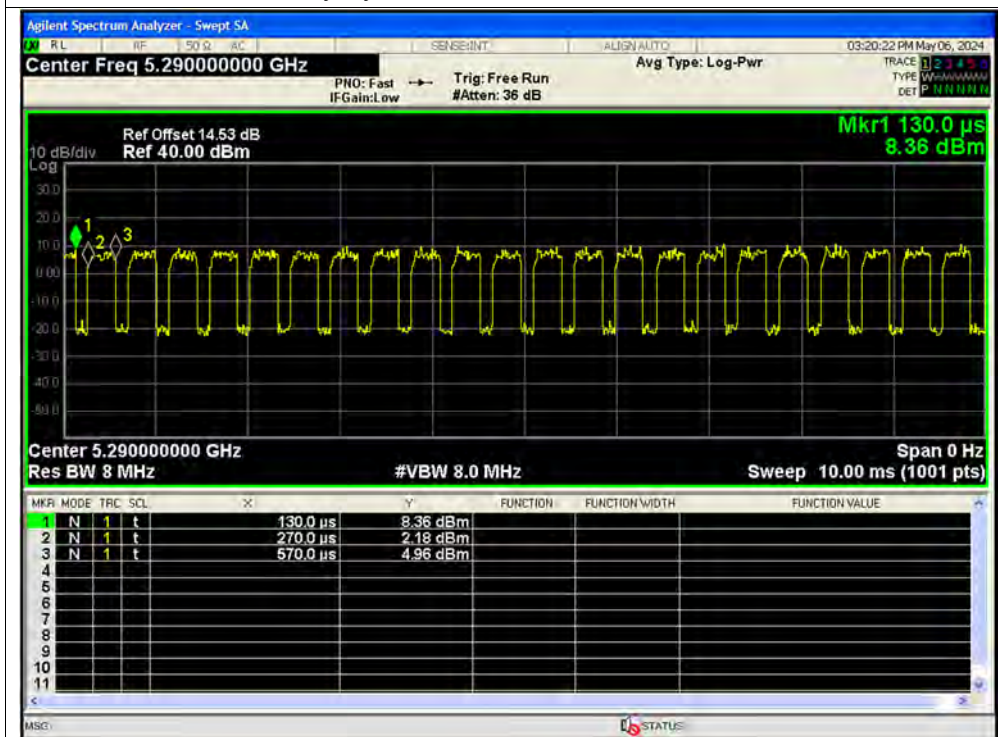 Agilent Spectrum Analyzer - Swept SA
RL RF 50 Ω AC SENSE:INT ALIGN AUTO 03:20:22 PM May 06, 2024
Center Freq 5.290000000 GHz
PNO: Fast
IFGain:Low
Trig: Free Run
#Atten: 36 dB
Avg Type: Log-Pwr
TRACE 1 2 3 4 5 6
TYPE W
DET P N N N N N
Ref Offset 14.53 dB
10 dB/div Ref 40.00 dBm
Log
Mkr1 130.0 µs
8.36 dBm
30.0
20.0
10.0
0.00
-10.0
-20.0
-30.0
-40.0
-50.0
1
2
3
Center 5.290000000 GHz Span 0 Hz
Res BW 8 MHz #VBW 8.0 MHz Sweep 10.00 ms (1001 pts)
MKR MODE TRC SCL X Y FUNCTION FUNCTION WIDTH FUNCTION VALUE
1 N 1 t 130.0 µs 8.36 dBm
2 N 1 t 270.0 µs 2.18 dBm
3 N 1 t 570.0 µs 4.96 dBm
4
5
6
7
8
9
10
11
MSG STATUS